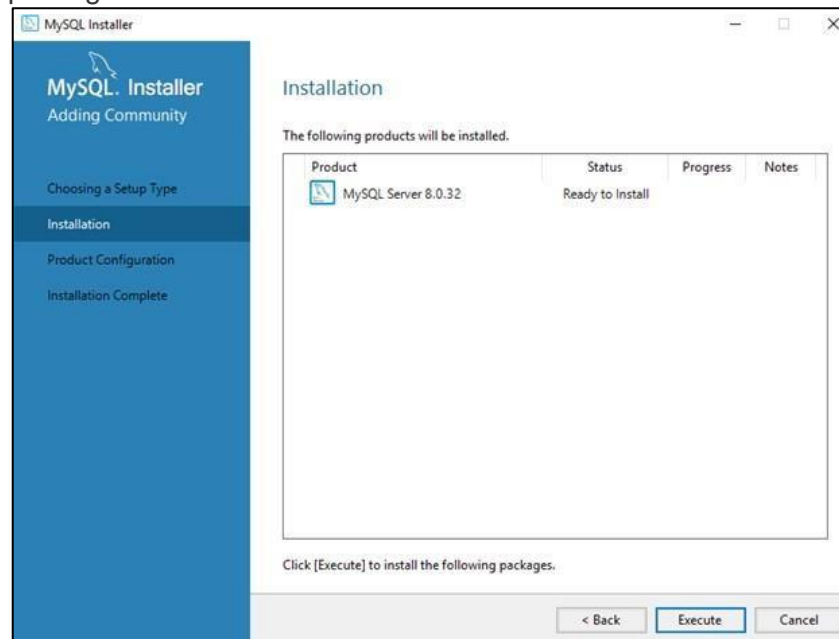 MySQL Installer
MySQL. Installer
Adding Community
Choosing a Setup Type
Installation
Product Configuration
Installation Complete
Installation
The following products will be installed.
Product Status Progress Notes
MySQL Server 8.0.32 Ready to Install
Click [Execute] to install the following packages.
< Back Execute Cancel